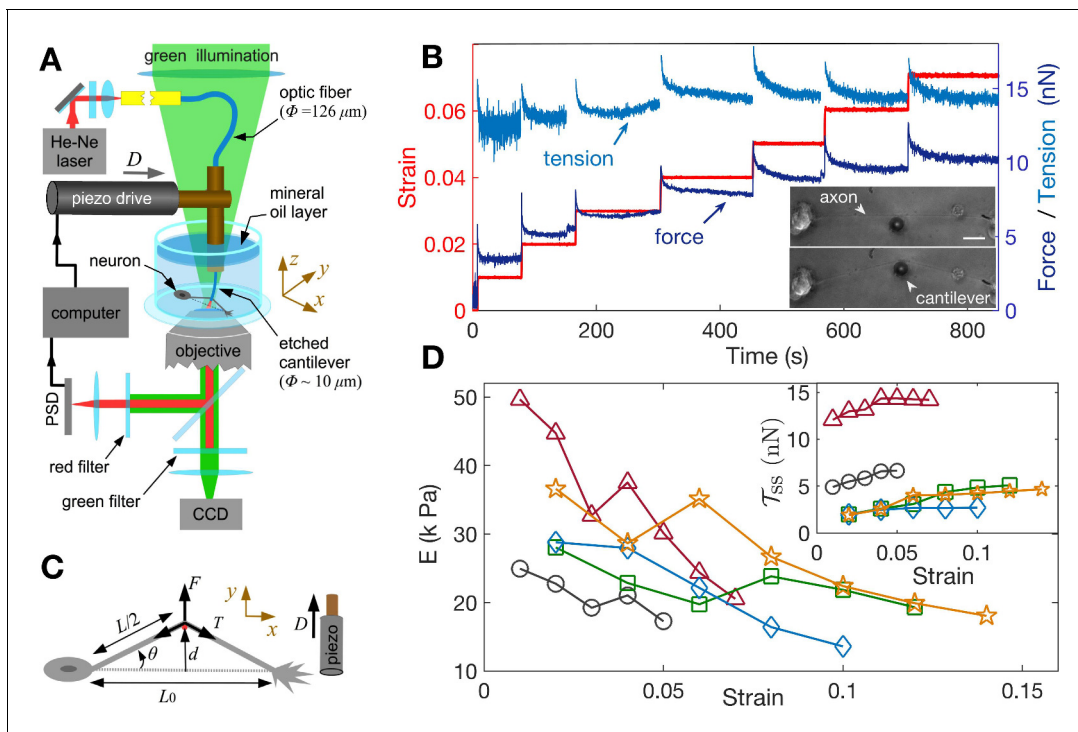 A
green illumination
optic fiber
(Φ =126 μm)
He-Ne
laser
D
piezo drive
mineral
oil layer
neuron
z
y
x
computer
objective
etched
cantilever
(Φ ~ 10 μm)
PSD
red filter
green filter
CCD
B
Strain
0.06
0.04
0.02
0
tension
force
axon
cantilever
15
10
5
0
Force / Tension (nN)
0
200
400
600
800
Time (s)
C
F
y
x
L/2
T
D
θ
d
piezo
L0
D
E (k Pa)
50
40
30
20
10
0
0.05
0.1
0.15
Strain
𝒯ss (nN)
15
10
5
0
0
0.05
0.1
Strain